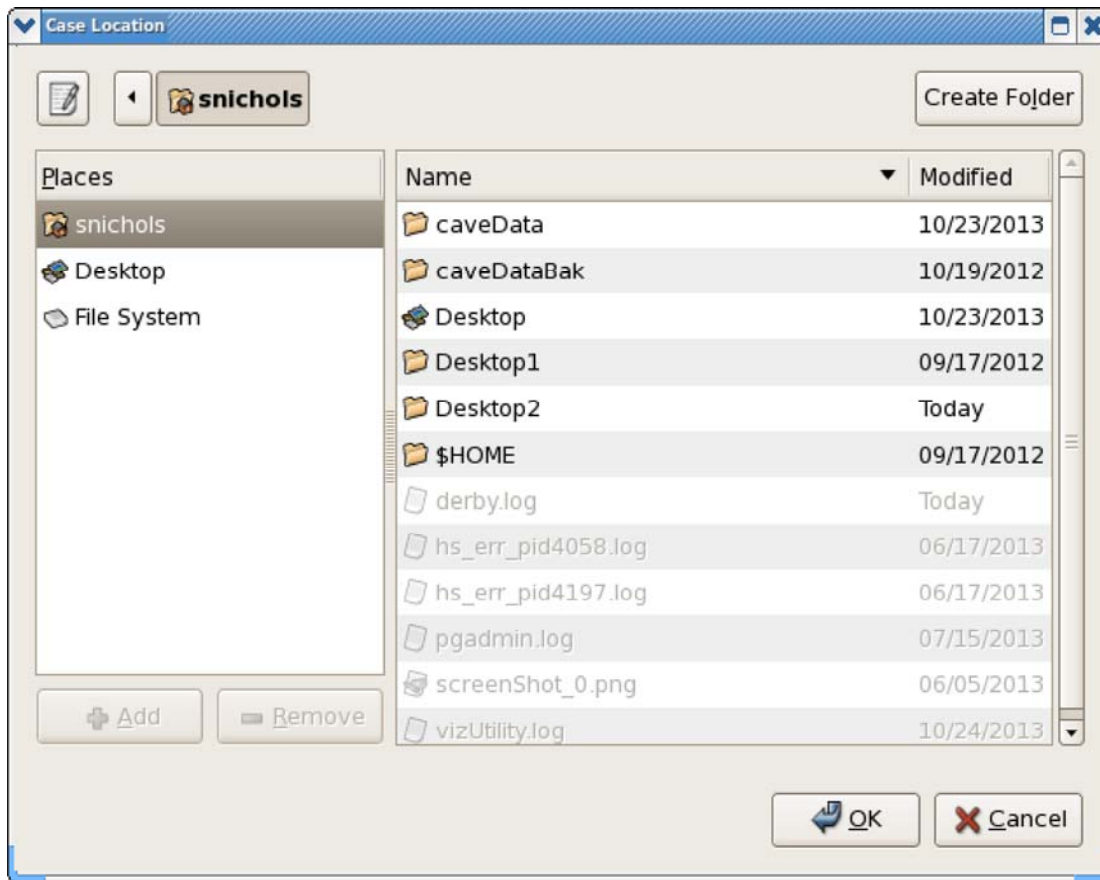 Case Location
snichols
Create Folder
Places
snichols
Desktop
File System
Add
Remove
Name Modified
caveData 10/23/2013
caveDataBak 10/19/2012
Desktop 10/23/2013
Desktop1 09/17/2012
Desktop2 Today
$HOME 09/17/2012
derby.log Today
hs_err_pid4058.log 06/17/2013
hs_err_pid4197.log 06/17/2013
pgadmin.log 07/15/2013
screenShot_0.png 06/05/2013
vizUtility.log 10/24/2013
OK
Cancel